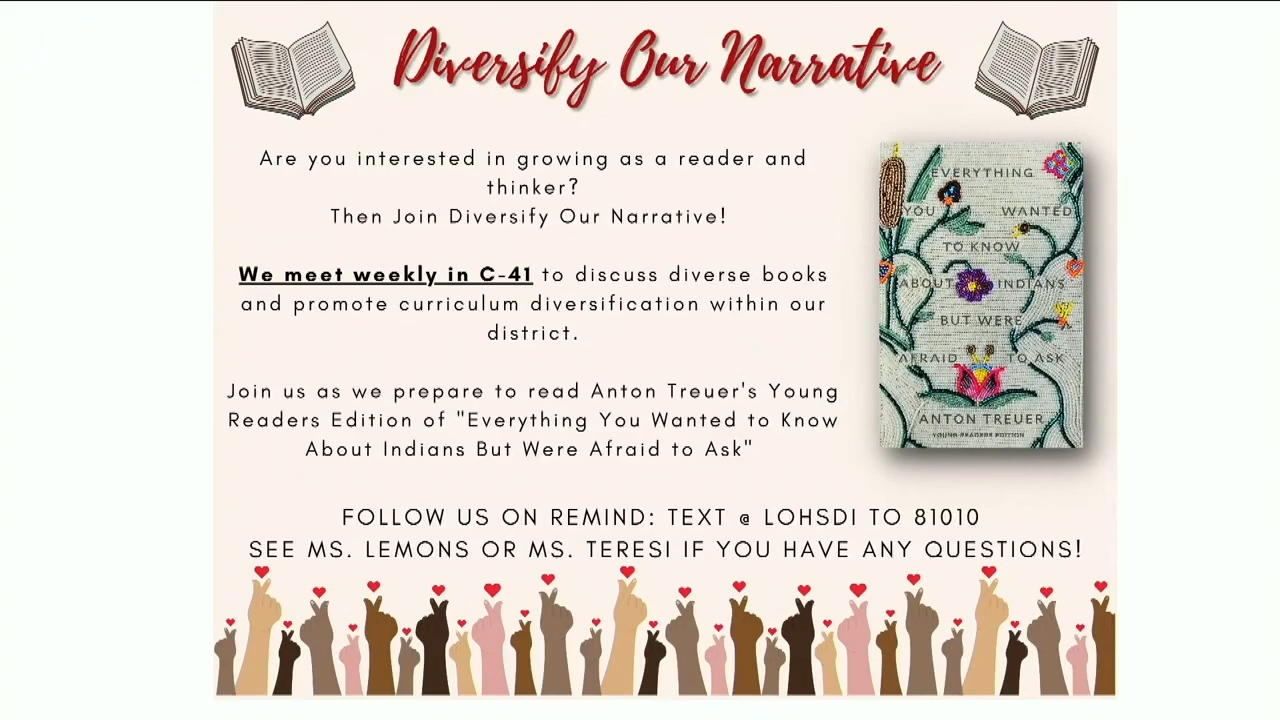 Diversify Our Narrative
Are you interested in growing as a reader and
thinker?
Then Join Diversify Our Narrative!
We meet weekly in C-41 to discuss diverse books
and promote curriculum diversification within our
district.
Join us as we prepare to read Anton Treuer's Young
Readers Edition of "Everything You Wanted to Know
About Indians But Were Afraid to Ask"
EVERYTHING
YOU WANTED
TO KNOW
ABOUT INDIANS
BUT WERE
AFRAID TO ASK
ANTON TREUER
YOUNG READERS EDITION
FOLLOW US ON REMIND: TEXT @ LOHSDI TO 81010
SEE MS. LEMONS OR MS. TERESI IF YOU HAVE ANY QUESTIONS!